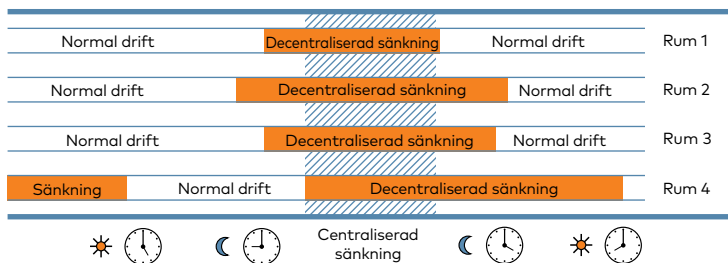 Normal drift Decentraliserad sänkning Normal drift Rum 1
Normal drift Decentraliserad sänkning Normal drift Rum 2
Normal drift Decentraliserad sänkning Normal drift Rum 3
Sänkning Normal drift Decentraliserad sänkning Rum 4
Centraliserad
sänkning